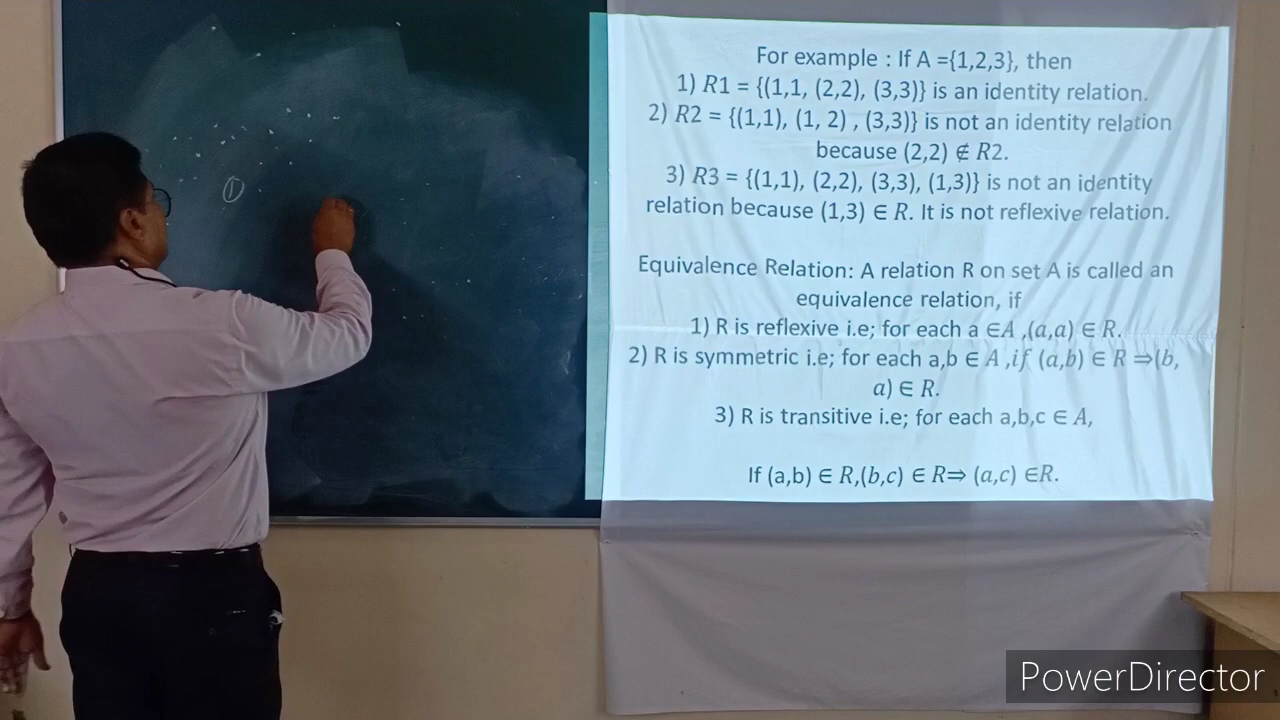 ①
For example : If A ={1,2,3}, then
1) R1 = {(1,1, (2,2), (3,3)} is an identity relation.
2) R2 = {(1,1), (1, 2) , (3,3)} is not an identity relation
because (2,2) ∉ R2.
3) R3 = {(1,1), (2,2), (3,3), (1,3)} is not an identity
relation because (1,3) ∈ R. It is not reflexive relation.
Equivalence Relation: A relation R on set A is called an
equivalence relation, if
1) R is reflexive i.e; for each a ∈A ,(a,a) ∈ R.
2) R is symmetric i.e; for each a,b ∈ A ,if (a,b) ∈ R ⇒(b,
a) ∈ R.
3) R is transitive i.e; for each a,b,c ∈ A,
If (a,b) ∈ R,(b,c) ∈ R⇒ (a,c) ∈R.
PowerDirector